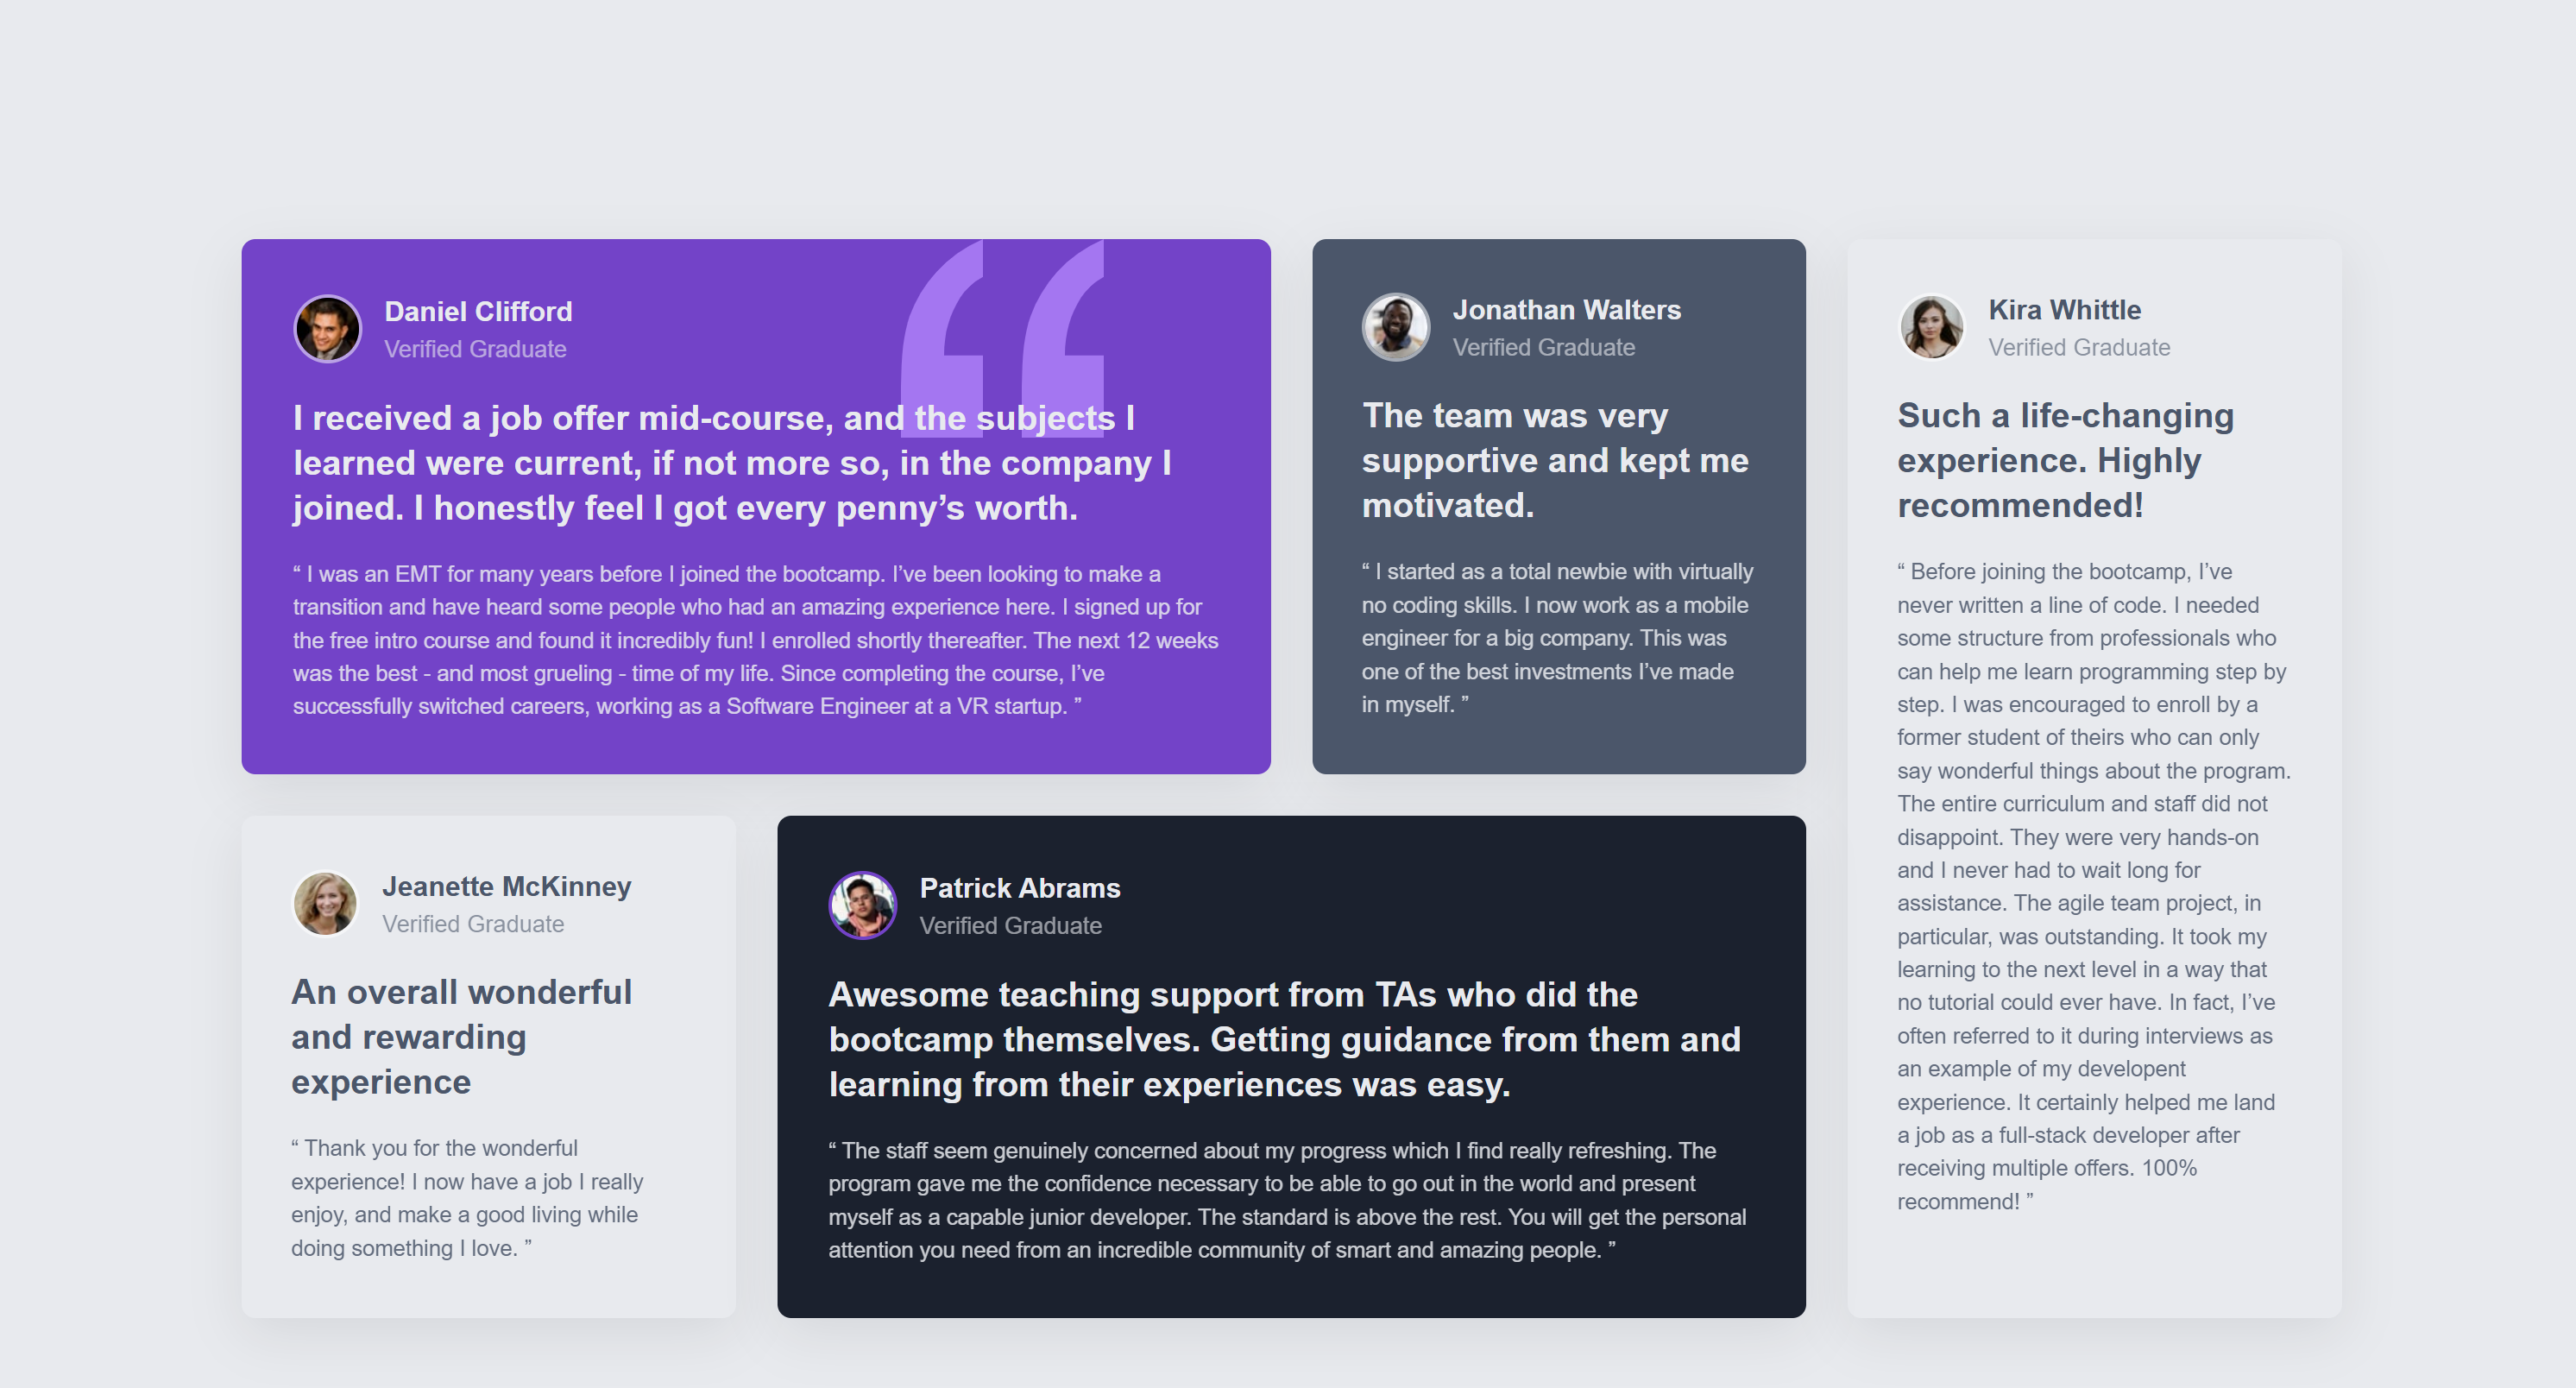 Daniel Clifford
Verified Graduate
I received a job offer mid-course, and the subjects I
learned were current, if not more so, in the company I
joined. I honestly feel I got every penny’s worth.
“ I was an EMT for many years before I joined the bootcamp. I’ve been looking to make a
transition and have heard some people who had an amazing experience here. I signed up for
the free intro course and found it incredibly fun! I enrolled shortly thereafter. The next 12 weeks
was the best - and most grueling - time of my life. Since completing the course, I’ve
successfully switched careers, working as a Software Engineer at a VR startup. ”
Jonathan Walters
Verified Graduate
The team was very
supportive and kept me
motivated.
“ I started as a total newbie with virtually
no coding skills. I now work as a mobile
engineer for a big company. This was
one of the best investments I’ve made
in myself. ”
Kira Whittle
Verified Graduate
Such a life-changing
experience. Highly
recommended!
“ Before joining the bootcamp, I’ve
never written a line of code. I needed
some structure from professionals who
can help me learn programming step by
step. I was encouraged to enroll by a
former student of theirs who can only
say wonderful things about the program.
The entire curriculum and staff did not
disappoint. They were very hands-on
and I never had to wait long for
assistance. The agile team project, in
particular, was outstanding. It took my
learning to the next level in a way that
no tutorial could ever have. In fact, I’ve
often referred to it during interviews as
an example of my developent
experience. It certainly helped me land
a job as a full-stack developer after
receiving multiple offers. 100%
recommend! ”
Jeanette McKinney
Verified Graduate
An overall wonderful
and rewarding
experience
“ Thank you for the wonderful
experience! I now have a job I really
enjoy, and make a good living while
doing something I love. ”
Patrick Abrams
Verified Graduate
Awesome teaching support from TAs who did the
bootcamp themselves. Getting guidance from them and
learning from their experiences was easy.
“ The staff seem genuinely concerned about my progress which I find really refreshing. The
program gave me the confidence necessary to be able to go out in the world and present
myself as a capable junior developer. The standard is above the rest. You will get the personal
attention you need from an incredible community of smart and amazing people. ”